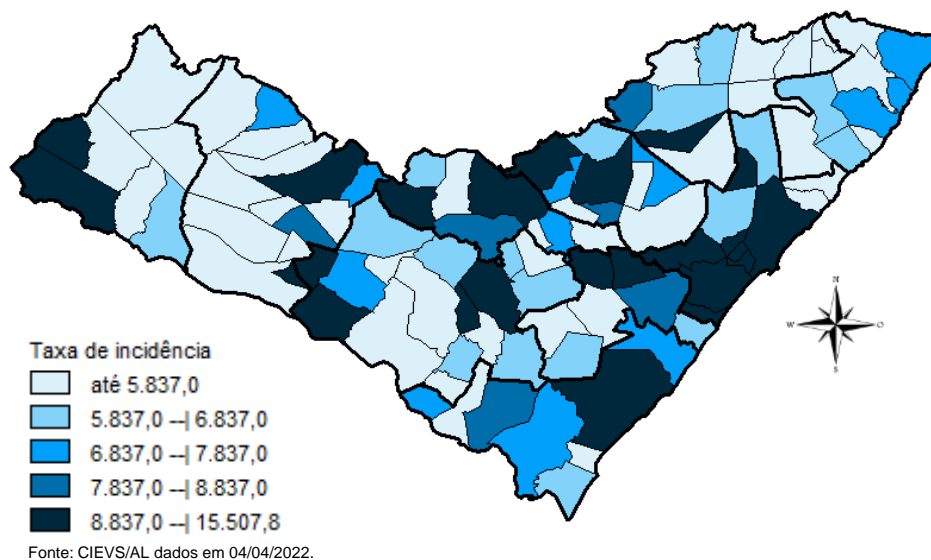 N
W O
S
Taxa de incidência
até 5.837,0
5.837,0 --| 6.837,0
6.837,0 --| 7.837,0
7.837,0 --| 8.837,0
8.837,0 --| 15.507,8
Fonte: CIEVS/AL dados em 04/04/2022.